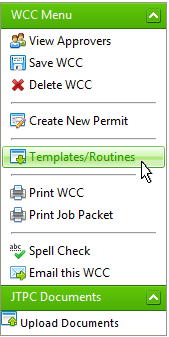 WCC Menu
View Approvers
Save WCC
Delete WCC
Create New Permit
Templates/Routines
Print WCC
Print Job Packet
abc
Spell Check
Email this WCC
JTPC Documents
Upload Documents